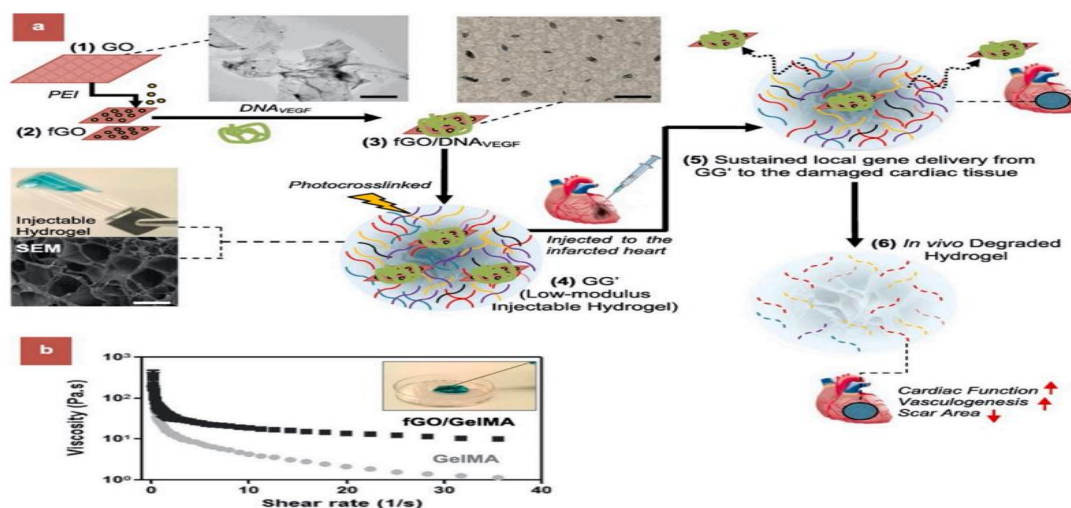 a
(1) GO
PEI
(2) fGO
DNAVEGF
(3) fGO/DNAVEGF
Injectable
Hydrogel
SEM
Photocrosslinked
(4) GG'
(Low-modulus
Injectable Hydrogel)
Injected to the
infarcted heart
(5) Sustained local gene delivery from
GG' to the damaged cardiac tissue
(6) In vivo Degraded
Hydrogel
Cardiac Function ↑
Vasculogenesis ↑
Scar Area ↓
b
Viscosity (Pa.s)
10³
10²
10¹
10⁰
fGO/GelMA
GelMA
0 10 20 30 40
Shear rate (1/s)